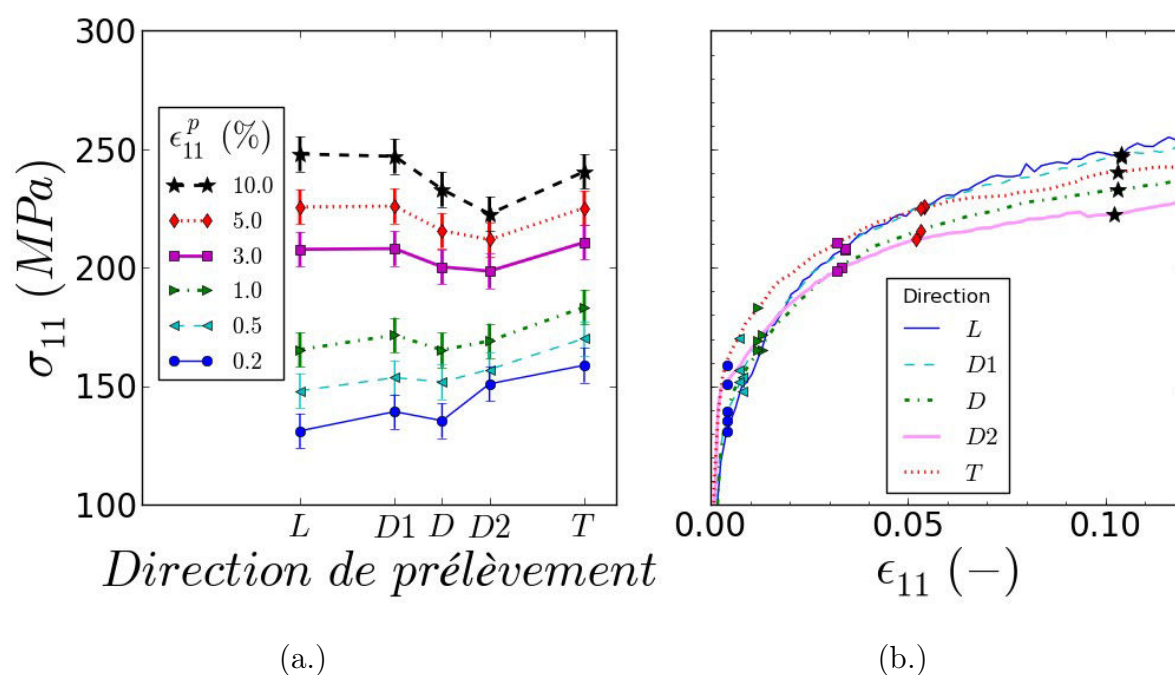 300
250
200
150
100
σ₁₁ (MPa)
ϵᵖ₁₁ (%)
10.0
5.0
3.0
1.0
0.5
0.2
L D1 D D2 T
Direction de prélèvement
(a.)
Direction
L
D1
D
D2
T
0.00 0.05 0.10
ϵ₁₁ (−)
(b.)